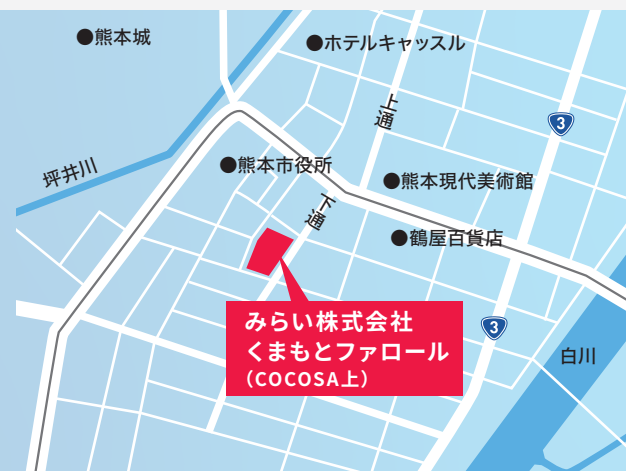 ●熊本城
●ホテルキャッスル
上通
3
坪井川
●熊本市役所
●熊本現代美術館
下通
●鶴屋百貨店
みらい株式会社
くまもとファロール
（COCOSA上）
3
白川